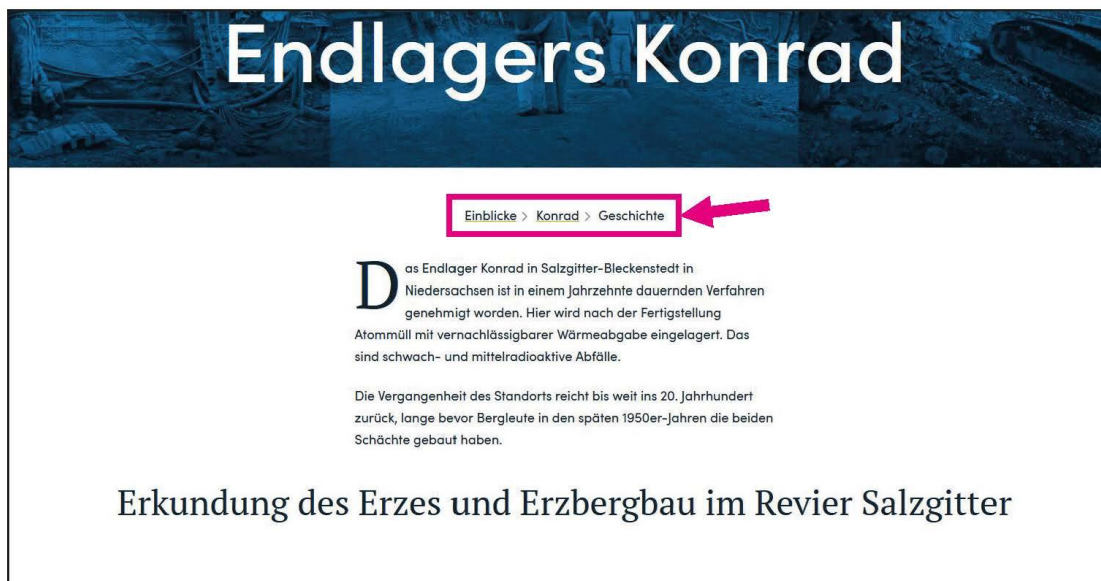 Endlagers Konrad
Einblicke > Konrad > Geschichte
Das Endlager Konrad in Salzgitter-Bleckenstedt in
Niedersachsen ist in einem Jahrzehnte dauernden Verfahren
genehmigt worden. Hier wird nach der Fertigstellung
Atommüll mit vernachlässigbarer Wärmeabgabe eingelagert. Das
sind schwach- und mittelradioaktive Abfälle.
Die Vergangenheit des Standorts reicht bis weit ins 20. Jahrhundert
zurück, lange bevor Bergleute in den späten 1950er-Jahren die beiden
Schächte gebaut haben.
Erkundung des Erzes und Erzbergbau im Revier Salzgitter